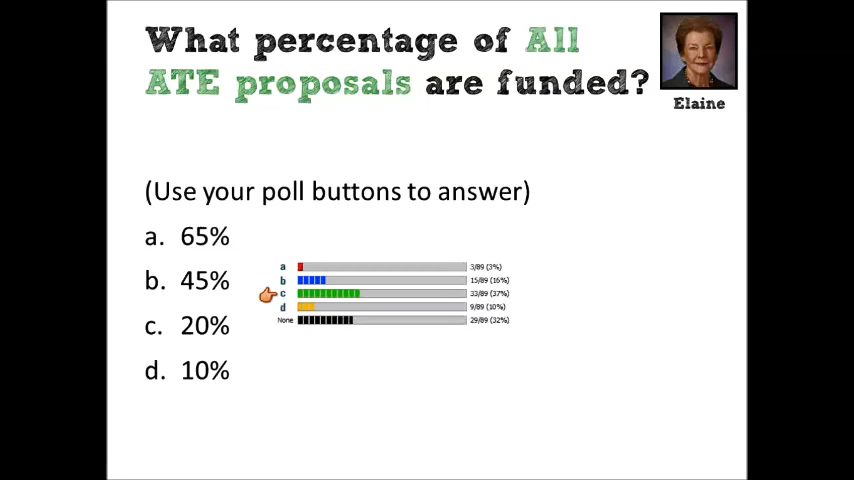 What percentage of All
ATE proposals are funded?
Elaine
(Use your poll buttons to answer)
a. 65%
b. 45%
c. 20%
d. 10%
a 3/89 (3%)
b 15/89 (16%)
c 33/89 (37%)
d 9/89 (10%)
None 29/89 (32%)